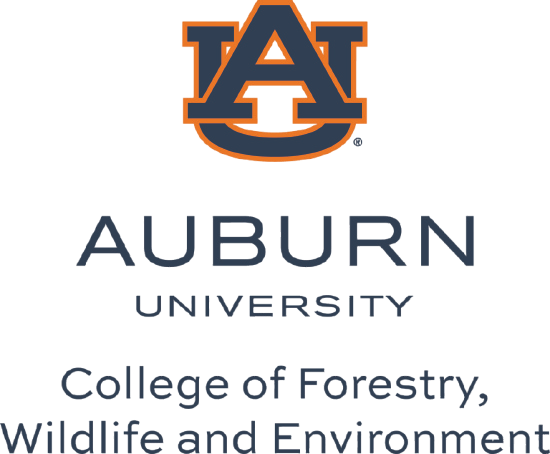 AU®
AUBURN
UNIVERSITY
College of Forestry,
Wildlife and Environment